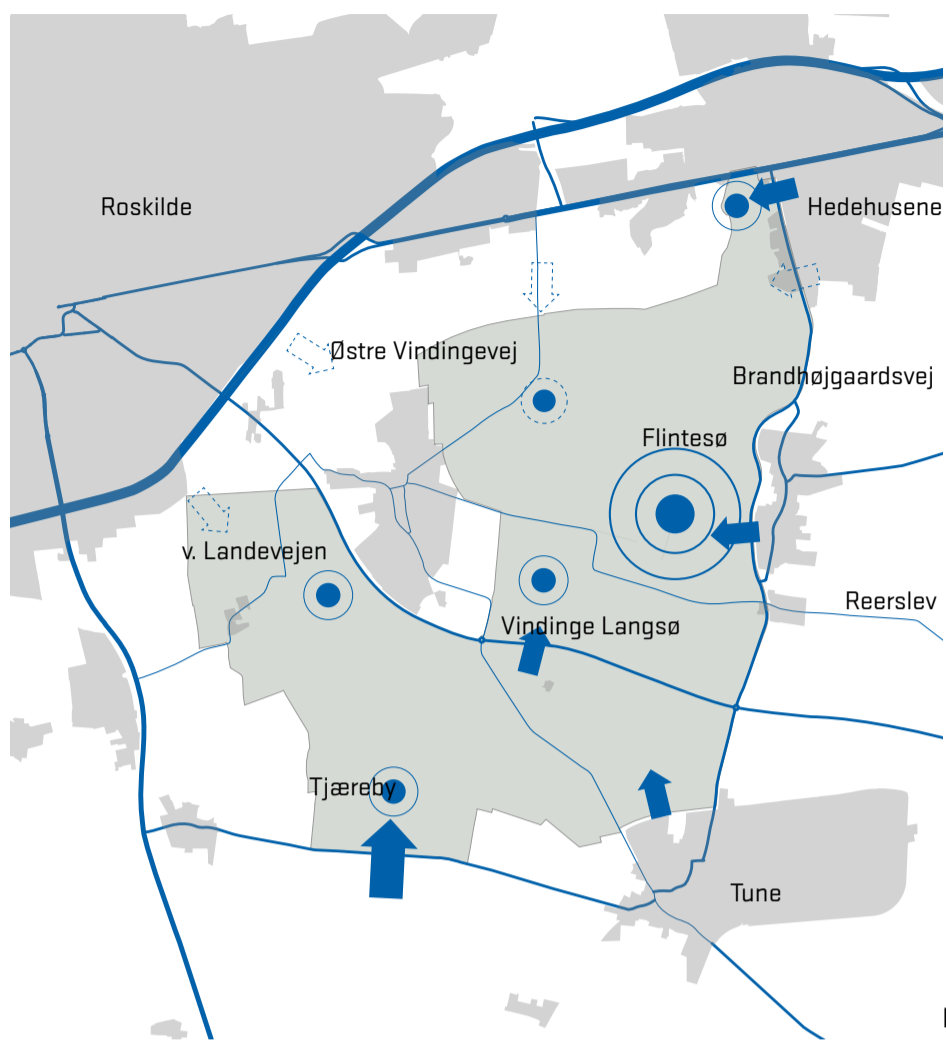 Roskilde
Hedehusene
Østre Vindingevej
Brandhøjgaardsvej
Flintesø
v. Landevejen
Reerslev
Vindinge Langsø
Tjæreby
Tune